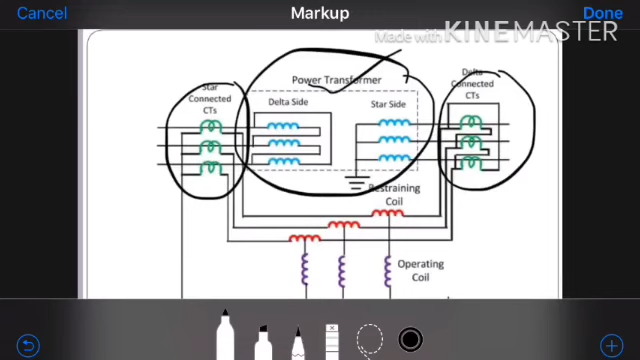 Cancel
Markup
Done
Made with KINEMASTER
Power Transformer
Star
Connected
CTs
Delta Side
Star Side
Delta
Connected
CTs
Restraining
Coil
Operating
Coil